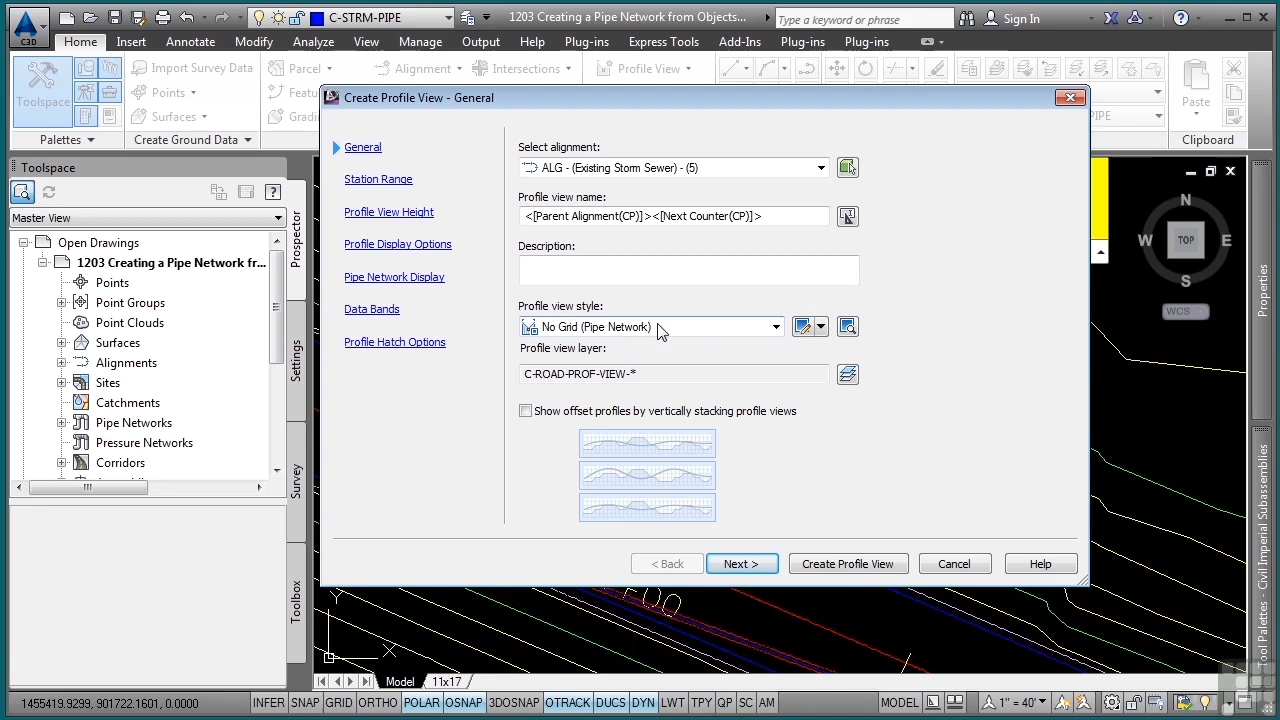 C-STRM-PIPE
1203 Creating a Pipe Network from Objects...
Type a keyword or phrase
Sign In
C3D
Home Insert Annotate Modify Analyze View Manage Output Help Plug-ins Express Tools Add-Ins Plug-ins Plug-ins
Toolspace
Import Survey Data
Points
Surfaces
Parcel
Alignment
Intersections
Profile View
Paste
Palettes
Create Ground Data
Clipboard
Toolspace
Master View
Open Drawings
1203 Creating a Pipe Network fr...
Points
Point Groups
Point Clouds
Surfaces
Alignments
Sites
Catchments
Pipe Networks
Pressure Networks
Corridors
Prospector
Settings
Survey
Toolbox
Create Profile View - General
General
Station Range
Profile View Height
Profile Display Options
Pipe Network Display
Data Bands
Profile Hatch Options
Select alignment:
ALG - (Existing Storm Sewer) - (5)
Profile view name:
<[Parent Alignment(CP)]><[Next Counter(CP)]>
Description:
Profile view style:
No Grid (Pipe Network)
Profile view layer:
C-ROAD-PROF-VIEW-*
Show offset profiles by vertically stacking profile views
< Back
Next >
Create Profile View
Cancel
Help
N
W TOP E
S
WCS
Properties
Tool Palettes - Civil Imperial Subassemblies
Y
X
Model 11x17
1455419.9299, 901722.1601, 0.0000
INFER SNAP GRID ORTHO POLAR OSNAP 3DOSNAP OTRACK DUCS DYN LWT TPY QP SC AM
MODEL
1" = 40'